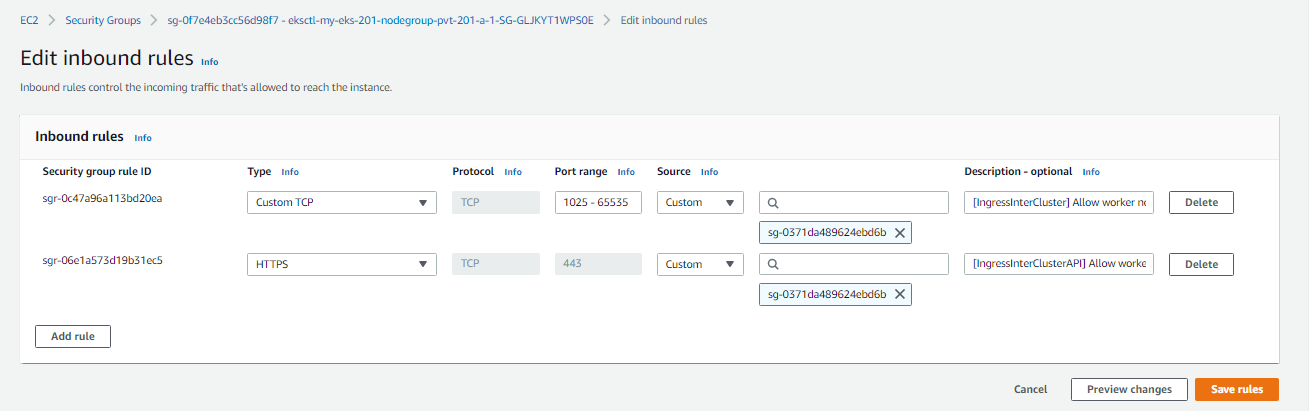 EC2 > Security Groups > sg-0f7e4eb3cc56d98f7 - eksctl-my-eks-201-nodegroup-pvt-201-a-1-SG-GLJKYT1WPS0E > Edit inbound rules
Edit inbound rules Info
Inbound rules control the incoming traffic that's allowed to reach the instance.
Inbound rules Info
Security group rule ID Type Info Protocol Info Port range Info Source Info Description - optional Info
sgr-0c47a96a113bd20ea Custom TCP TCP 1025 - 65535 Custom [IngressInterCluster] Allow worker nc Delete
sg-0371da489624ebd6b
sgr-06e1a573d19b31ec5 HTTPS TCP 443 Custom [IngressInterClusterAPI] Allow worke Delete
sg-0371da489624ebd6b
Add rule
Cancel Preview changes Save rules